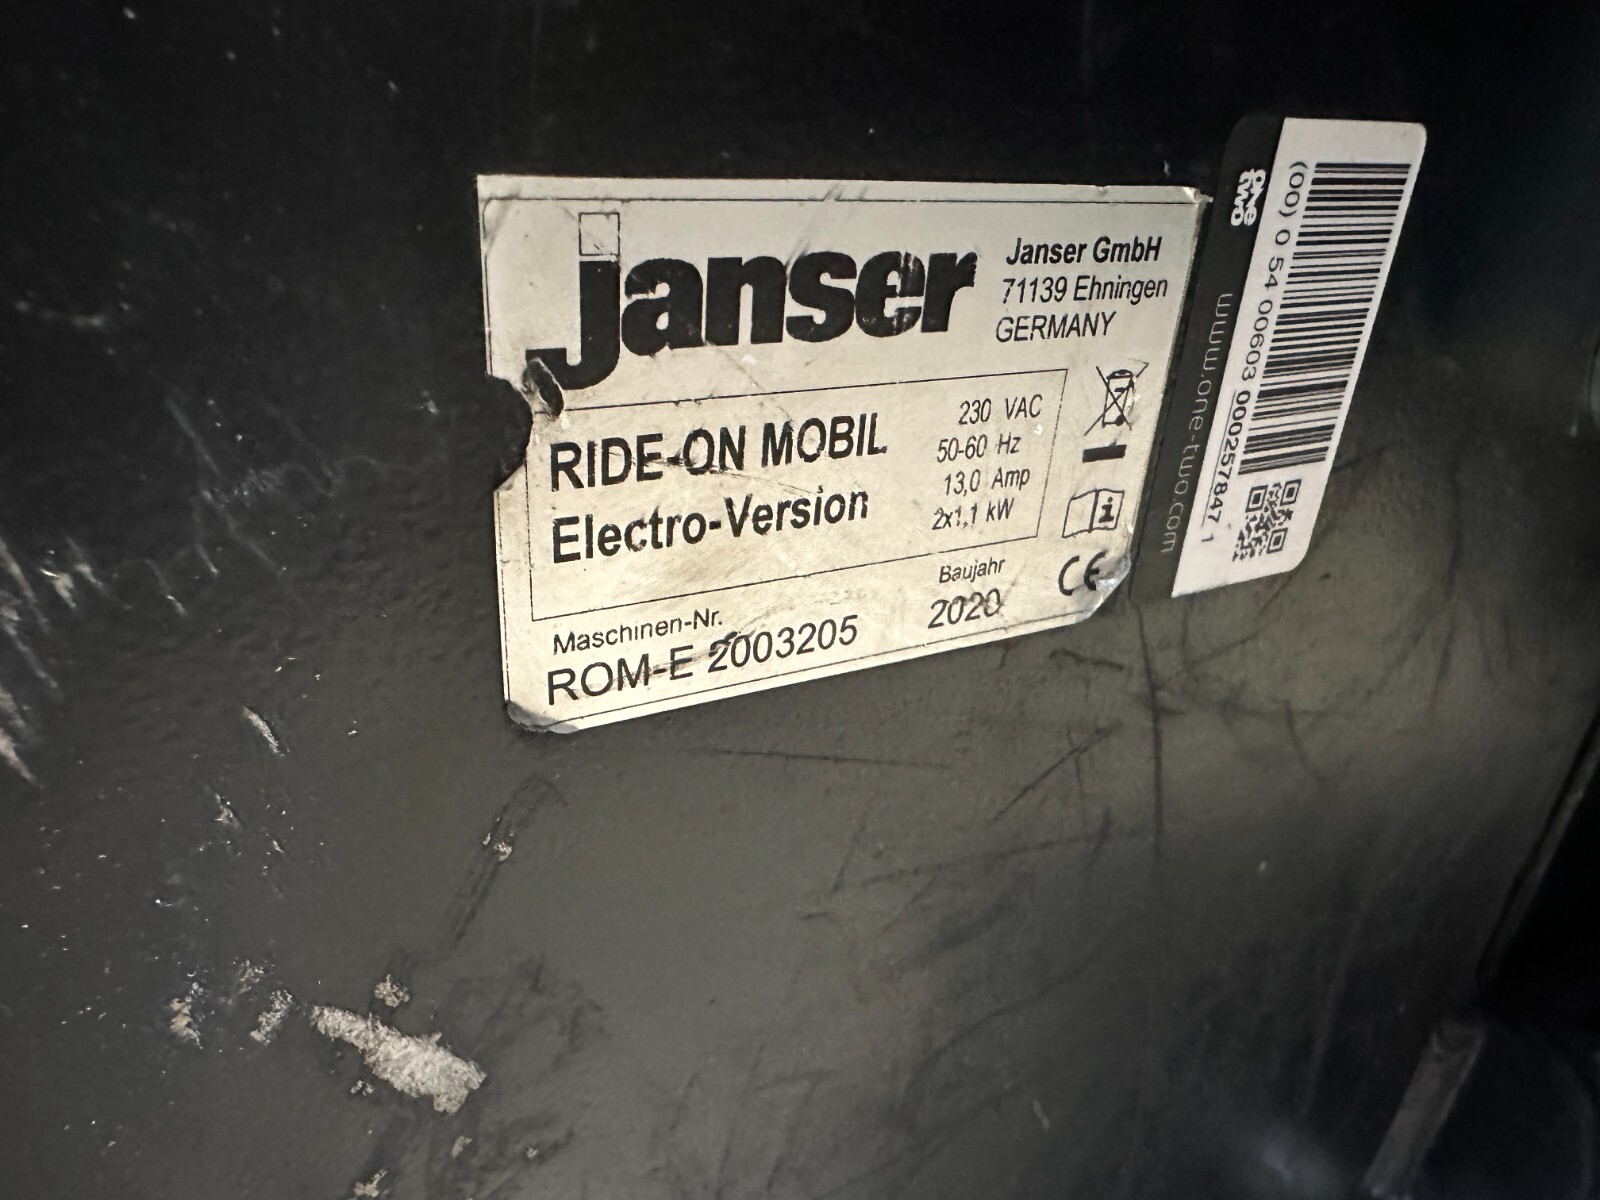 janser
Janser GmbH
71139 Ehningen
GERMANY
RIDE-ON MOBIL
Electro-Version
230 VAC
50-60 Hz
13,0 Amp
2x1,1 kW
Maschinen-Nr.
ROM-E 2003205
Baujahr
2020
CE
i
one
two
www.one-two.com
(00) 0 54 00603 000257847 1